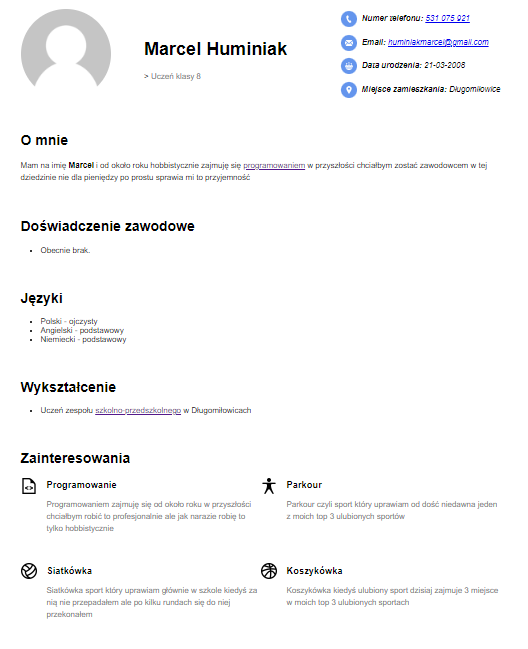 Marcel Huminiak
> Uczeń klasy 8
Numer telefonu: 531 075 921
Email: huminiakmarcel@gmail.com
Data urodzenia: 21-03-2008
Miejsce zamieszkania: Długomiłowice
O mnie
Mam na imię Marcel i od około roku hobbistycznie zajmuję się programowaniem w przyszłości chciałbym zostać zawodowcem w tej
dziedzinie nie dla pieniędzy po prostu sprawia mi to przyjemność
Doświadczenie zawodowe
• Obecnie brak.
Języki
• Polski - ojczysty
• Angielski - podstawowy
• Niemiecki - podstawowy
Wykształcenie
• Uczeń zespołu szkolno-przedszkolnego w Długomiłowicach
Zainteresowania
Programowanie
Programowaniem zajmuję się od około roku w przyszłości
chciałbym robić to profesjonalnie ale jak narazie robię to
tylko hobbistycznie
Parkour
Parkour czyli sport który uprawiam od dość niedawna jeden
z moich top 3 ulubionych sportów
Siatkówka
Siatkówka sport który uprawiam głównie w szkole kiedyś za
nią nie przepadałem ale po kilku rundach się do niej
przekonałem
Koszykówka
Koszykówka kiedyś ulubiony sport dzisiaj zajmuje 3 miejsce
w moich top 3 ulubionych sportach